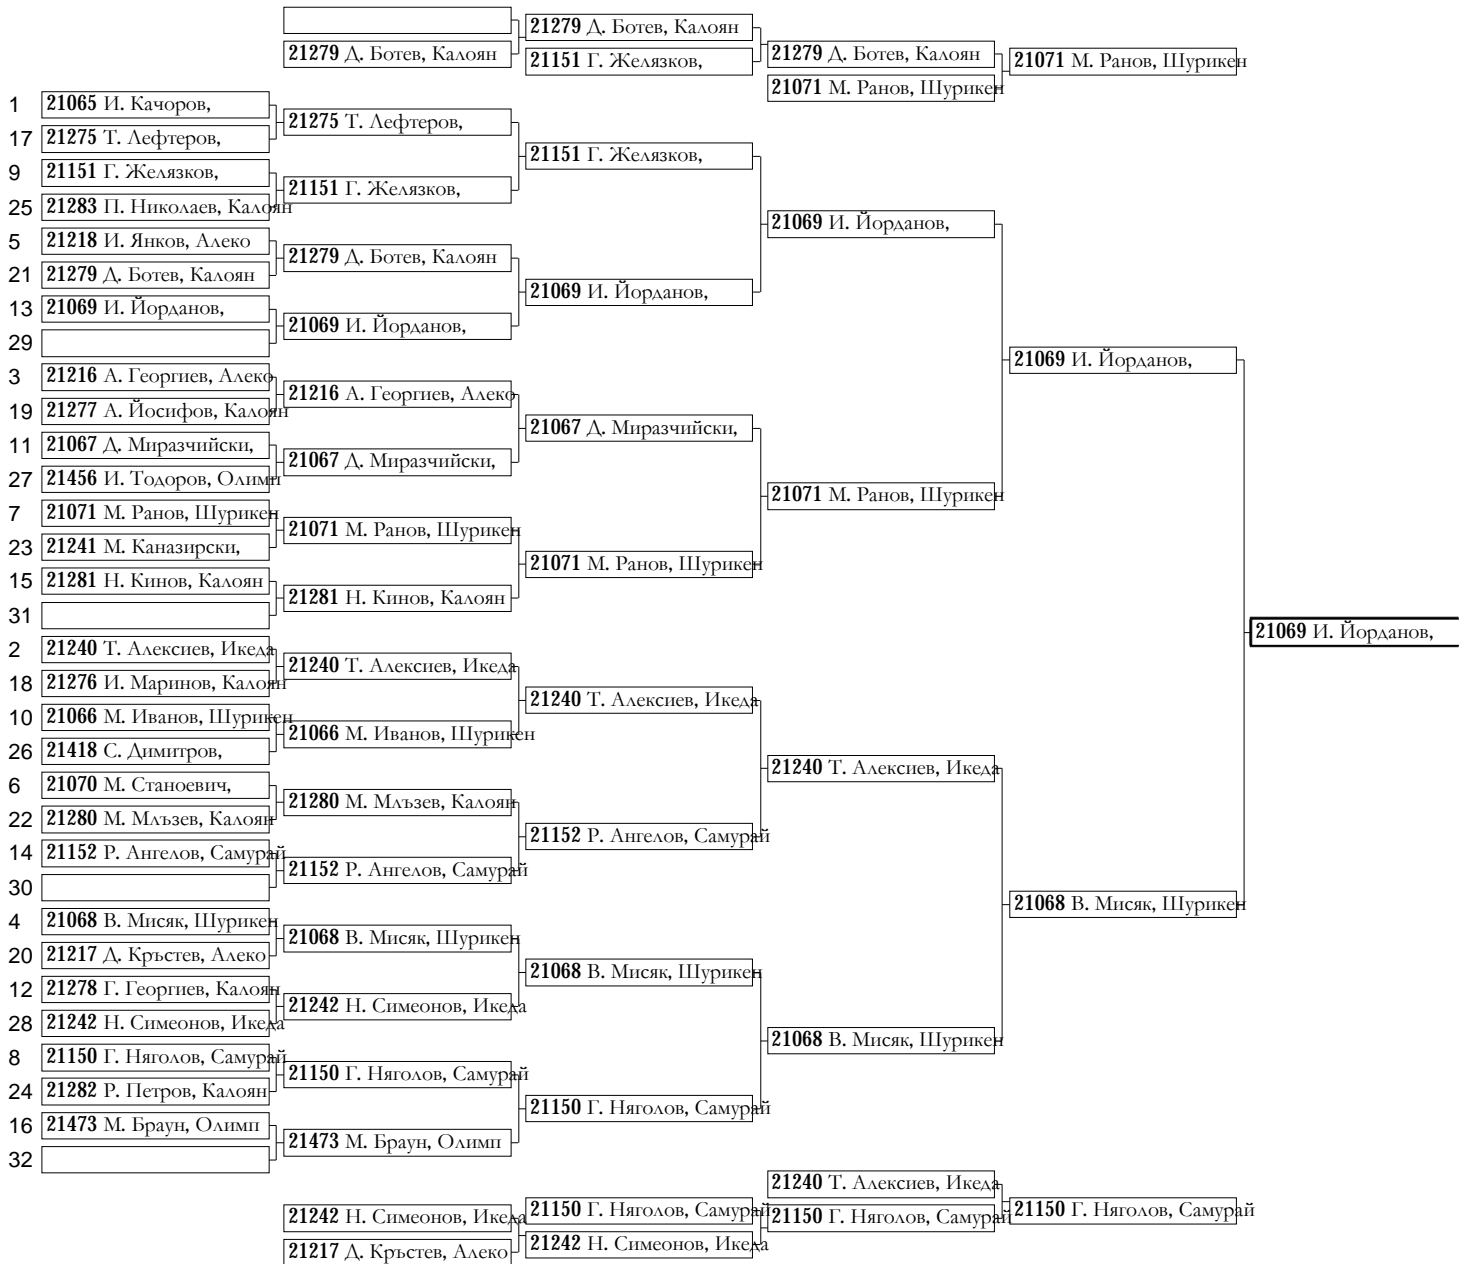 21279 Д. Ботев, Калоян
21279 Д. Ботев, Калоян
21151 Г. Желязков,
21279 Д. Ботев, Калоян
21071 М. Ранов, Шурикен
21071 М. Ранов, Шурикен
1 21065 И. Качоров,
17 21275 Т. Лефтеров,
9 21151 Г. Желязков,
25 21283 П. Николаев, Калоян
5 21218 И. Янков, Алеко
21 21279 Д. Ботев, Калоян
13 21069 И. Йорданов,
29
3 21216 А. Георгиев, Алеко
19 21277 А. Йосифов, Калоян
11 21067 Д. Миразчийски,
27 21456 И. Тодоров, Олимп
7 21071 М. Ранов, Шурикен
23 21241 М. Каназирски,
15 21281 Н. Кинов, Калоян
31
2 21240 Т. Алексиев, Икеда
18 21276 И. Маринов, Калоян
10 21066 М. Иванов, Шурикен
26 21418 С. Димитров,
6 21070 М. Станоевич,
22 21280 М. Млъзев, Калоян
14 21152 Р. Ангелов, Самурай
30
4 21068 В. Мисяк, Шурикен
20 21217 Д. Кръстев, Алеко
12 21278 Г. Георгиев, Калоян
28 21242 Н. Симеонов, Икеда
8 21150 Г. Няголов, Самурай
24 21282 Р. Петров, Калоян
16 21473 М. Браун, Олимп
32
21275 Т. Лефтеров,
21151 Г. Желязков,
21279 Д. Ботев, Калоян
21069 И. Йорданов,
21216 А. Георгиев, Алеко
21067 Д. Миразчийски,
21071 М. Ранов, Шурикен
21281 Н. Кинов, Калоян
21240 Т. Алексиев, Икеда
21066 М. Иванов, Шурикен
21280 М. Млъзев, Калоян
21152 Р. Ангелов, Самурай
21068 В. Мисяк, Шурикен
21242 Н. Симеонов, Икеда
21150 Г. Няголов, Самурай
21473 М. Браун, Олимп
21151 Г. Желязков,
21069 И. Йорданов,
21067 Д. Миразчийски,
21071 М. Ранов, Шурикен
21240 Т. Алексиев, Икеда
21152 Р. Ангелов, Самурай
21068 В. Мисяк, Шурикен
21150 Г. Няголов, Самурай
21069 И. Йорданов,
21071 М. Ранов, Шурикен
21240 Т. Алексиев, Икеда
21068 В. Мисяк, Шурикен
21069 И. Йорданов,
21068 В. Мисяк, Шурикен
21069 И. Йорданов,
21242 Н. Симеонов, Икеда
21217 Д. Кръстев, Алеко
21150 Г. Няголов, Самурай
21242 Н. Симеонов, Икеда
21240 Т. Алексиев, Икеда
21150 Г. Няголов, Самурай
21150 Г. Няголов, Самурай